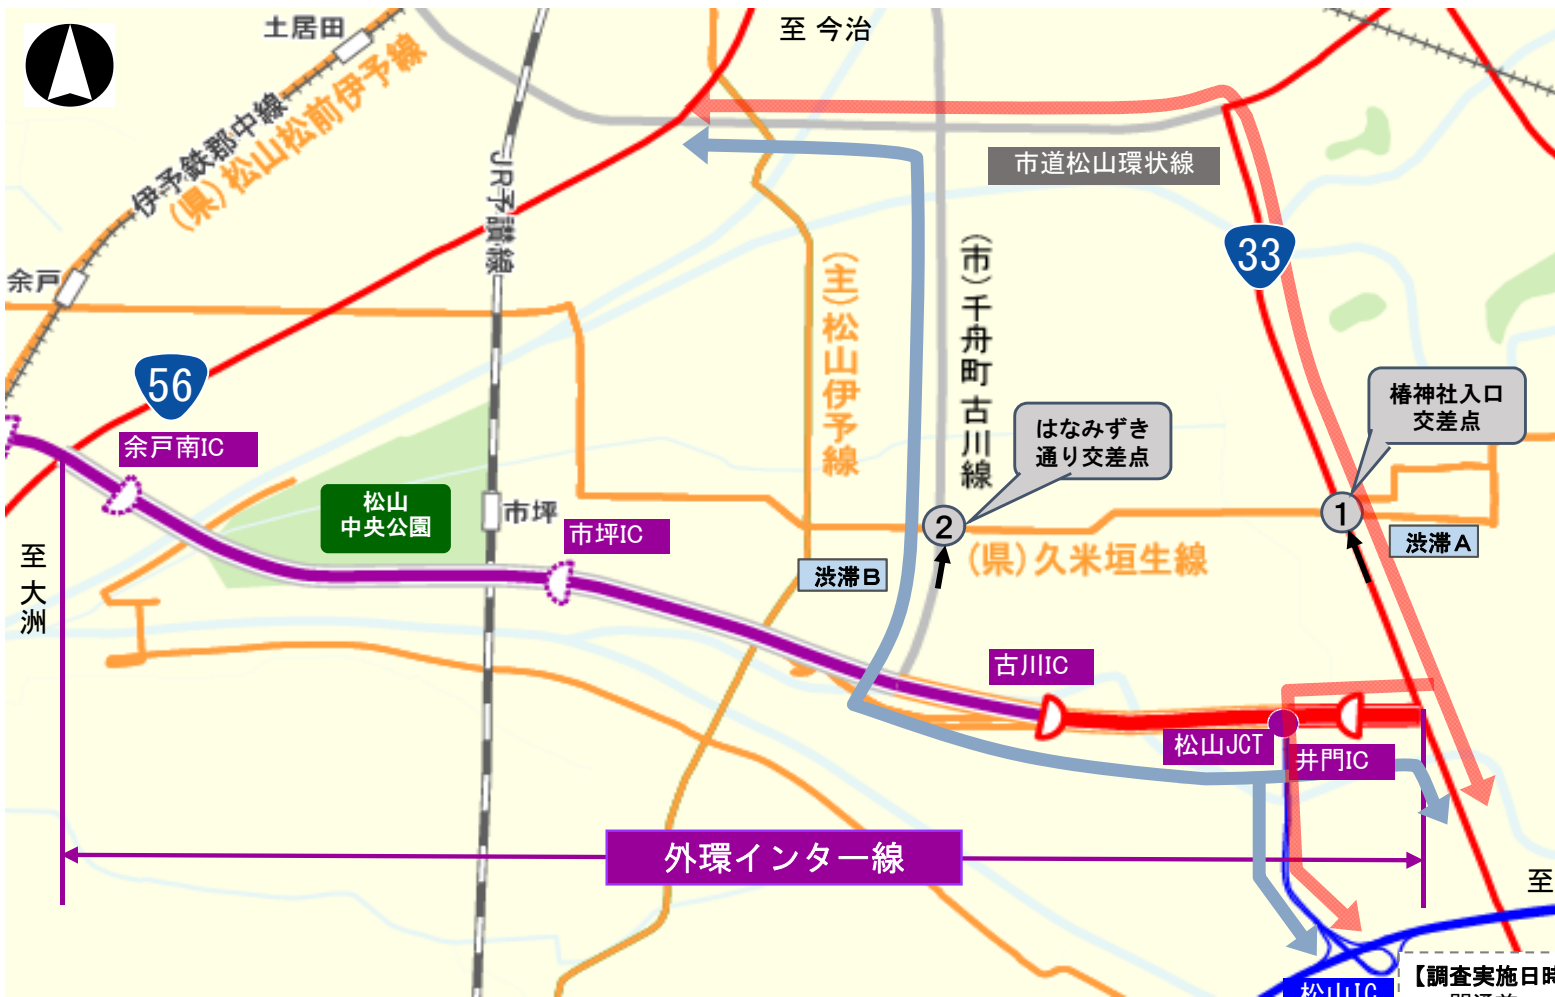 土居田
至 今治
伊予鉄郡中線
(県)松山松前伊予線
JR予讃線
市道松山環状線
33
余戸
(主)松山伊予線
(市)千舟町古川線
56
余戸南IC
椿神社入口
交差点
はなみずき
通り交差点
松山
中央公園
市坪
市坪IC
2
1
渋滞A
渋滞B
(県)久米垣生線
至 大洲
古川IC
松山JCT
井門IC
外環インター線
至
松山IC
【調査実施日時